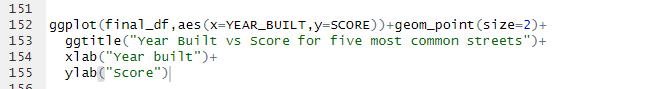 151
152 ggplot(final_df,aes(x=YEAR_BUILT,y=SCORE))+geom_point(size=2)+
153 ggtitle("Year Built vs Score for five most common streets")+
154 xlab("Year built")+
155 ylab("Score")
156